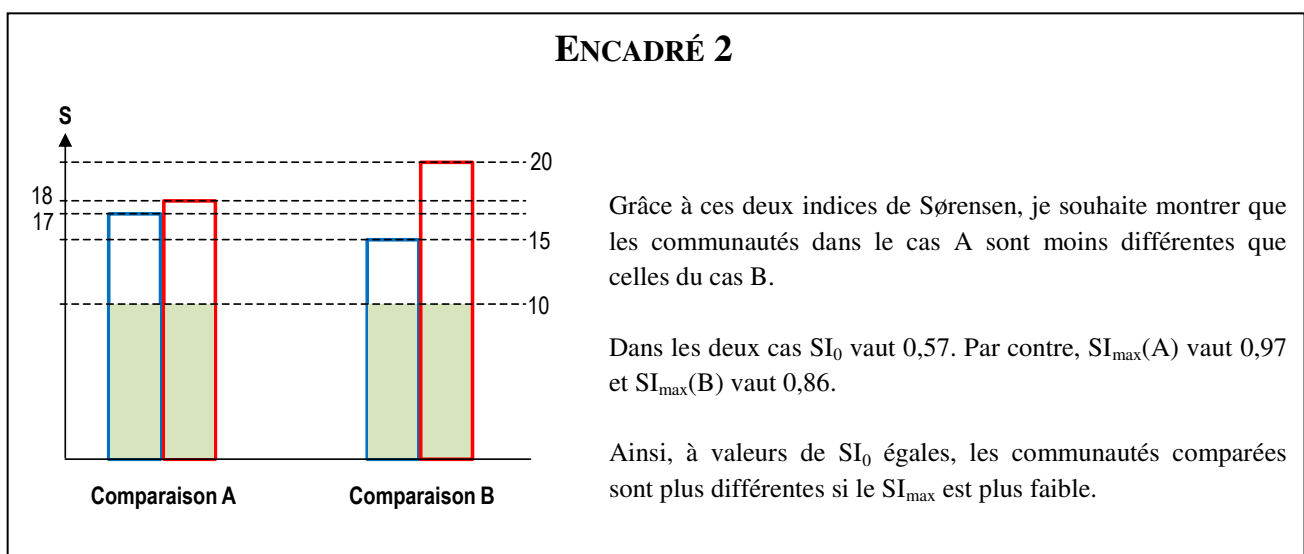 ENCADRÉ 2
S
20
18
17
15
10
Comparaison A
Comparaison B
Grâce à ces deux indices de Sørensen, je souhaite montrer que
les communautés dans le cas A sont moins différentes que
celles du cas B.
Dans les deux cas SI₀ vaut 0,57. Par contre, SImax(A) vaut 0,97
et SImax(B) vaut 0,86.
Ainsi, à valeurs de SI₀ égales, les communautés comparées
sont plus différentes si le SImax est plus faible.